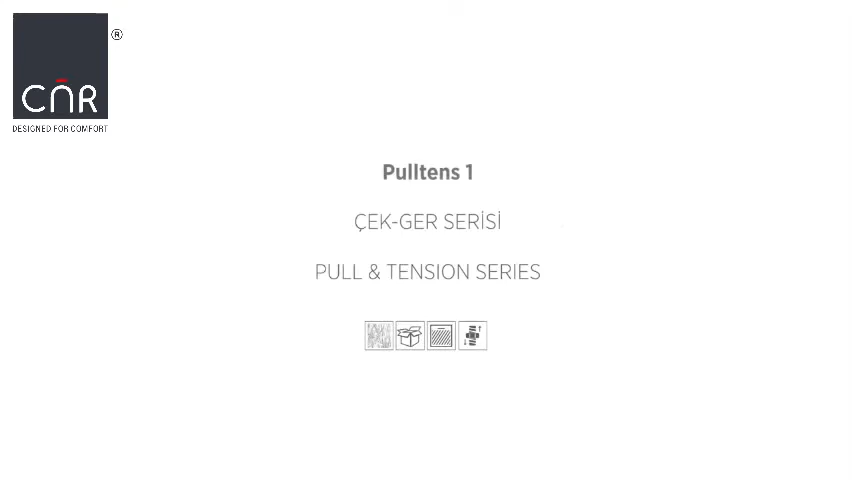 CNR
®
DESIGNED FOR COMFORT
Pulltens 1
ÇEK-GER SERİSİ
PULL & TENSION SERIES